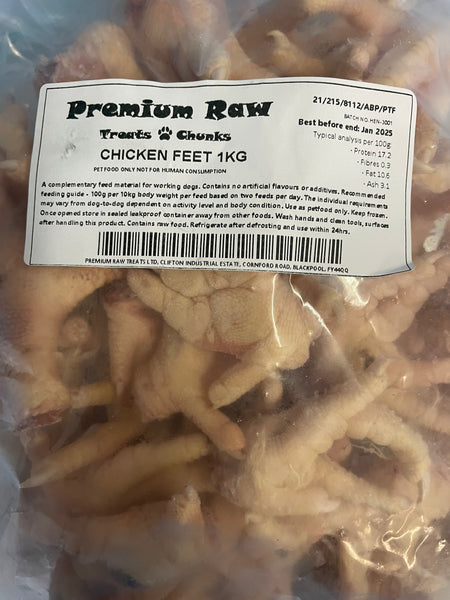 Premium Raw
Treats Chunks
CHICKEN FEET 1KG
PET FOOD ONLY NOT FOR HUMAN CONSUMPTION
21/215/8112/ABP/PTF
BATCH NO. HEN-3001
Best before end: Jan 2025
Typical analysis per 100g
- Protein 17.2
- Fibres 0.3
- Fat 10.6
- Ash 3.1
A complementary feed material for working dogs. Contains no artificial flavours or additives. Recommended
feeding guide - 100g per 10kg body weight per feed based on two feeds per day. The individual requirements
may vary from dog-to-dog dependent on activity level and body condition. Use as petfood only. Keep frozen.
Once opened store in sealed leakproof container away from other foods. Wash hands and clean tools, surfaces
after handling this product. Contains raw food. Refrigerate after defrosting and use within 24hrs.
PREMIUM RAW TREATS LTD, CLIFTON INDUSTRIAL ESTATE, CORNFORD ROAD, BLACKPOOL, FY44QQ